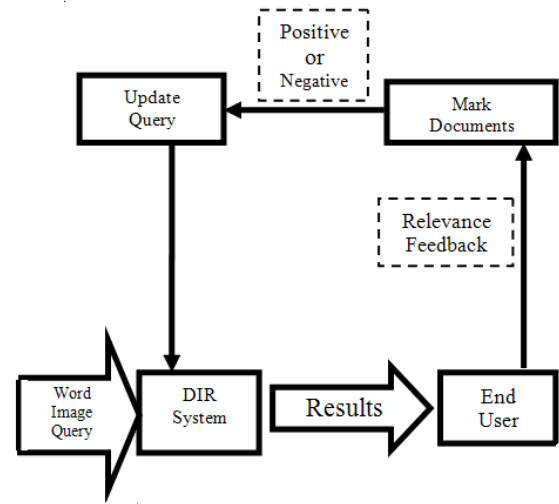 Positive
or
Negative
Update
Query
Mark
Documents
Relevance
Feedback
Word
Image
Query
DIR
System
Results
End
User